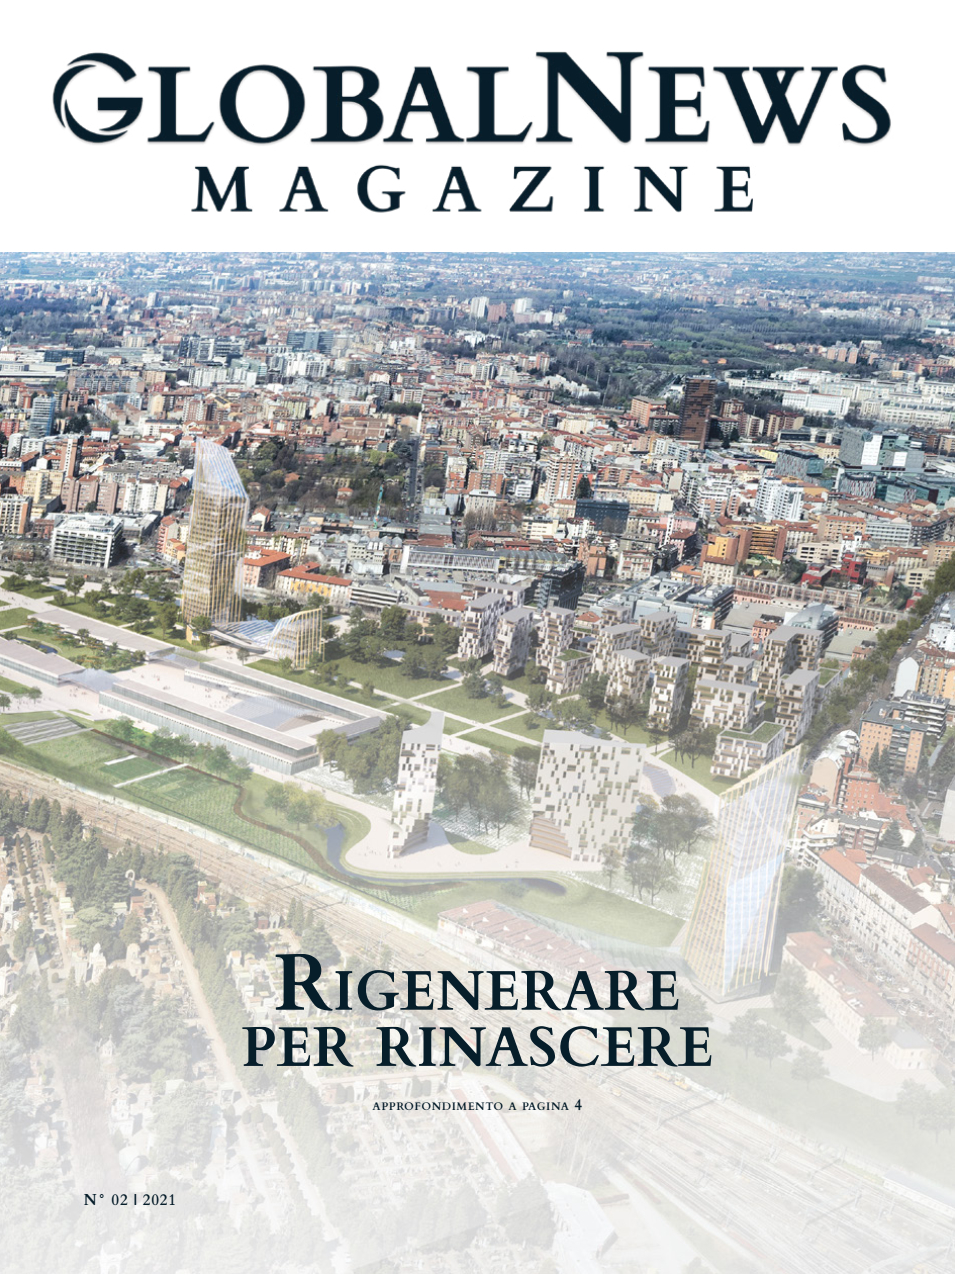 GLOBALNEWS
MAGAZINE
RIGENERARE
PER RINASCERE
APPROFONDIMENTO A PAGINA 4
N° 02 | 2021